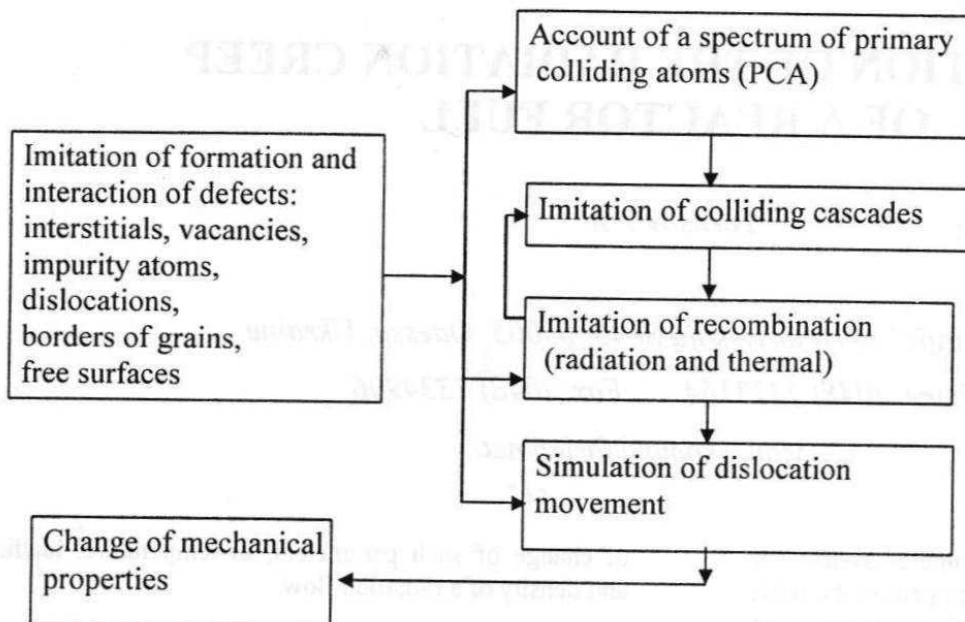 Account of a spectrum of primary
colliding atoms (PCA)
Imitation of formation and
interaction of defects:
interstitials, vacancies,
impurity atoms,
dislocations,
borders of grains,
free surfaces
Imitation of colliding cascades
Imitation of recombination
(radiation and thermal)
Simulation of dislocation
movement
Change of mechanical
properties